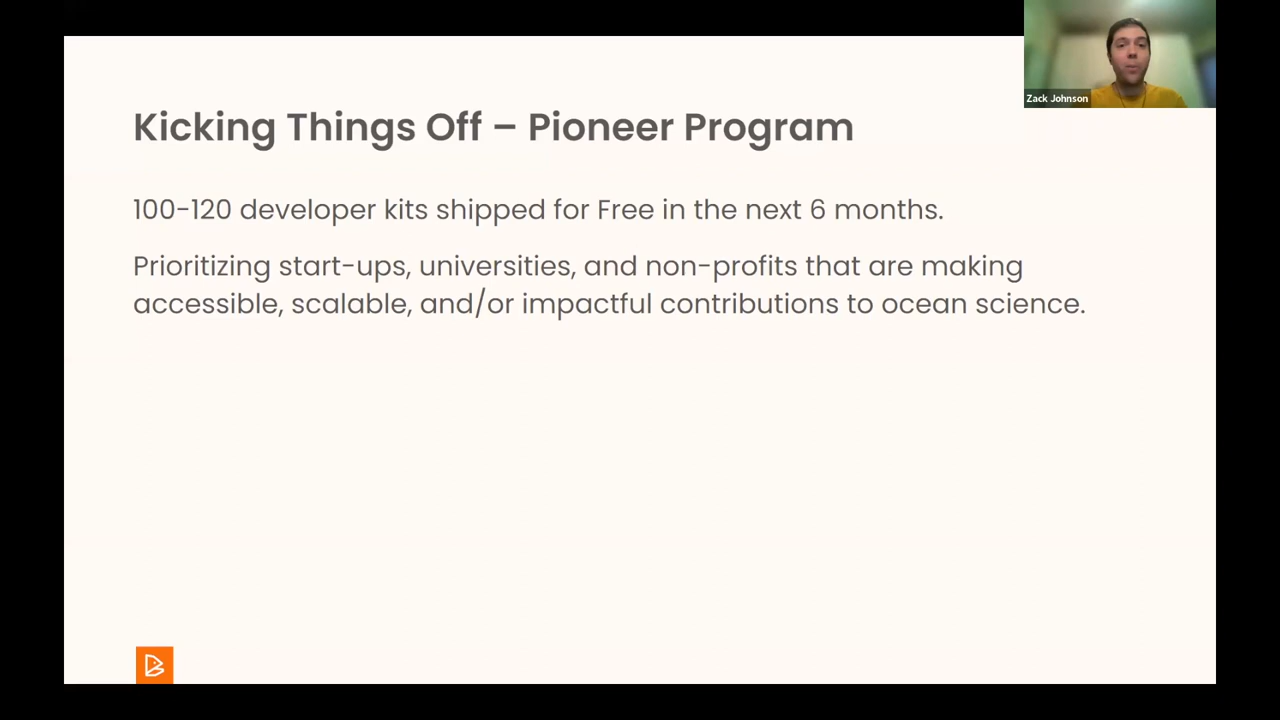 Zack Johnson
Kicking Things Off – Pioneer Program
100-120 developer kits shipped for Free in the next 6 months.
Prioritizing start-ups, universities, and non-profits that are making
accessible, scalable, and/or impactful contributions to ocean science.